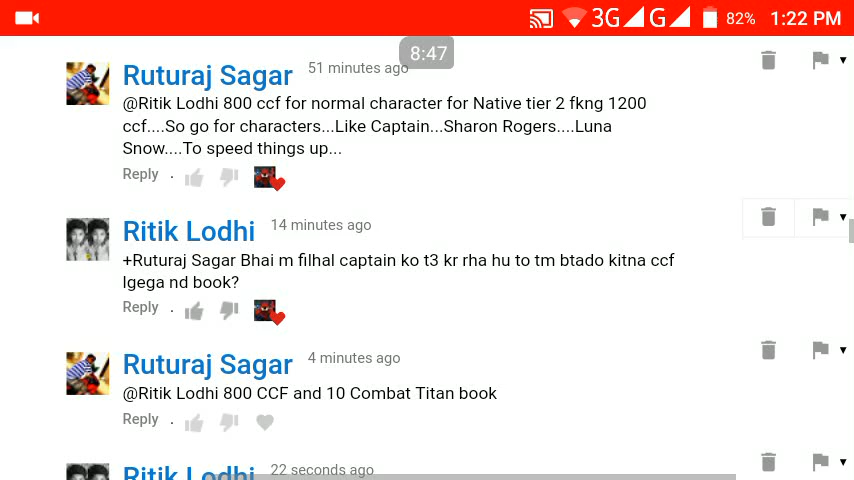 3G G 82% 1:22 PM
8:47
Ruturaj Sagar 51 minutes ago
@Ritik Lodhi 800 ccf for normal character for Native tier 2 fkng 1200
ccf....So go for characters...Like Captain...Sharon Rogers....Luna
Snow....To speed things up...
Reply .
Ritik Lodhi 14 minutes ago
+Ruturaj Sagar Bhai m filhal captain ko t3 kr rha hu to tm btado kitna ccf
lgega nd book?
Reply .
Ruturaj Sagar 4 minutes ago
@Ritik Lodhi 800 CCF and 10 Combat Titan book
Reply .
Ritik Lodhi 22 seconds ago